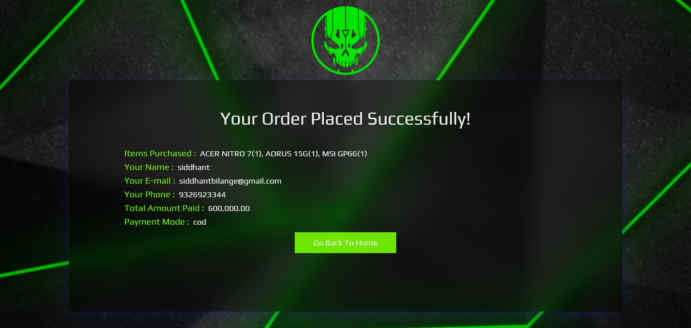 Your Order Placed Successfully!
Items Purchased : ACER NITRO 7(1), AORUS 15G(1), MSI GP66(1)
Your Name : siddhant
Your E-mail : siddhantbilange@gmail.com
Your Phone : 9326923344
Total Amount Paid : 600,000.00
Payment Mode : cod
Go Back To Home